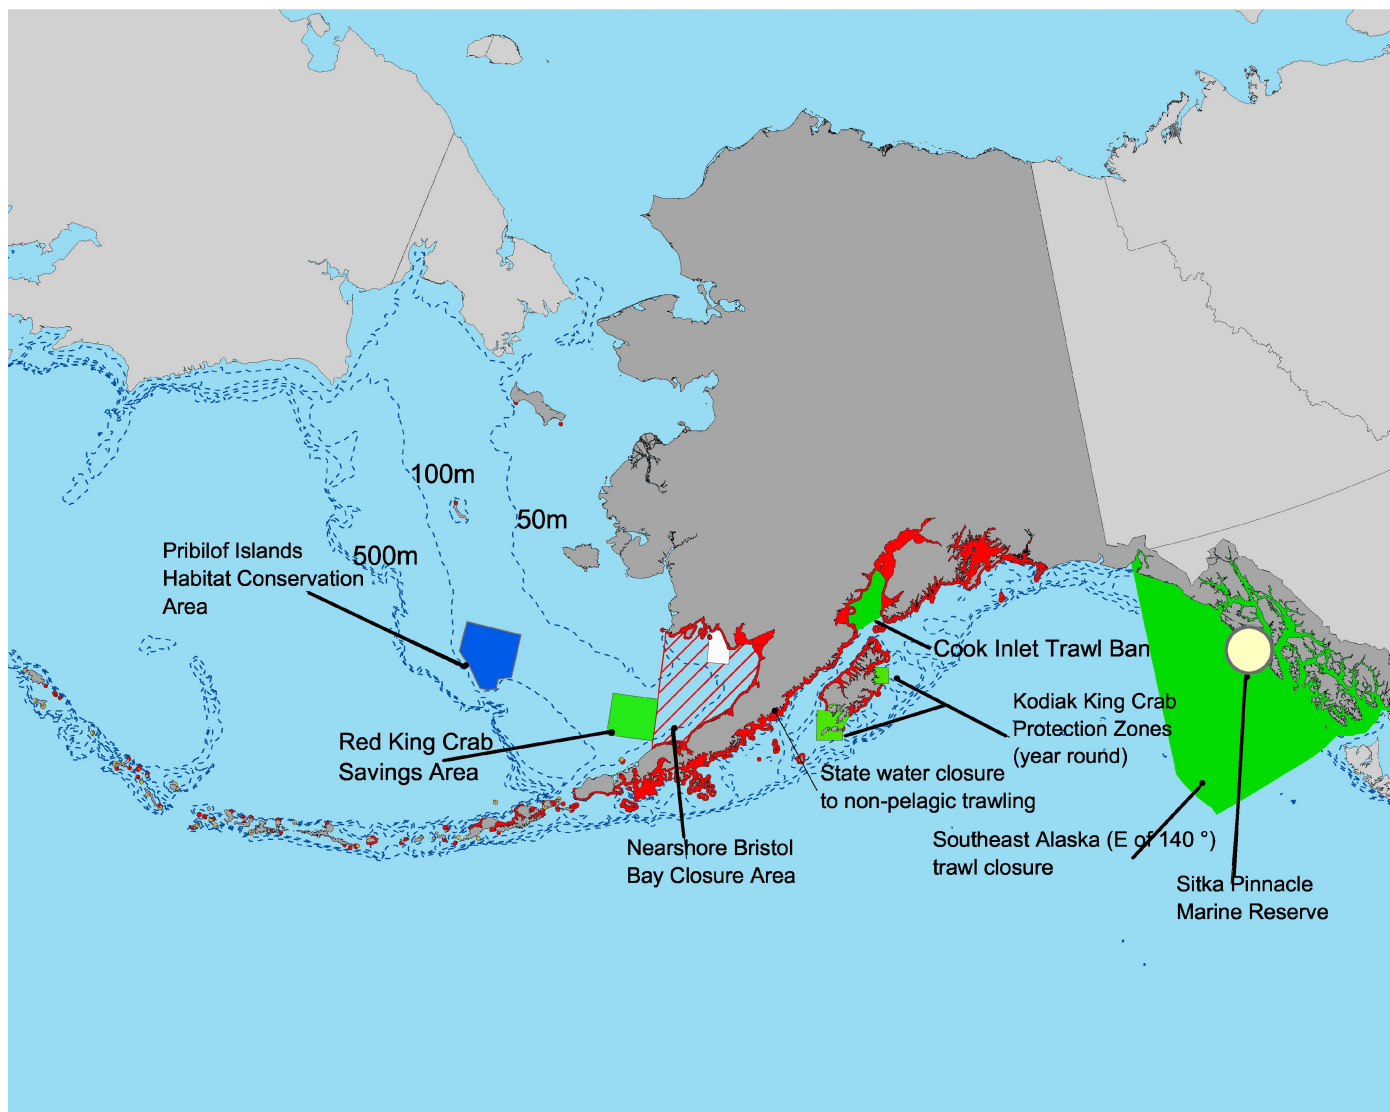 100m
50m
500m
Pribilof Islands
Habitat Conservation
Area
Cook Inlet Trawl Ban
Kodiak King Crab
Protection Zones
(year round)
Red King Crab
Savings Area
State water closure
to non-pelagic trawling
Nearshore Bristol
Bay Closure Area
Southeast Alaska (E of 140 °)
trawl closure
Sitka Pinnacle
Marine Reserve